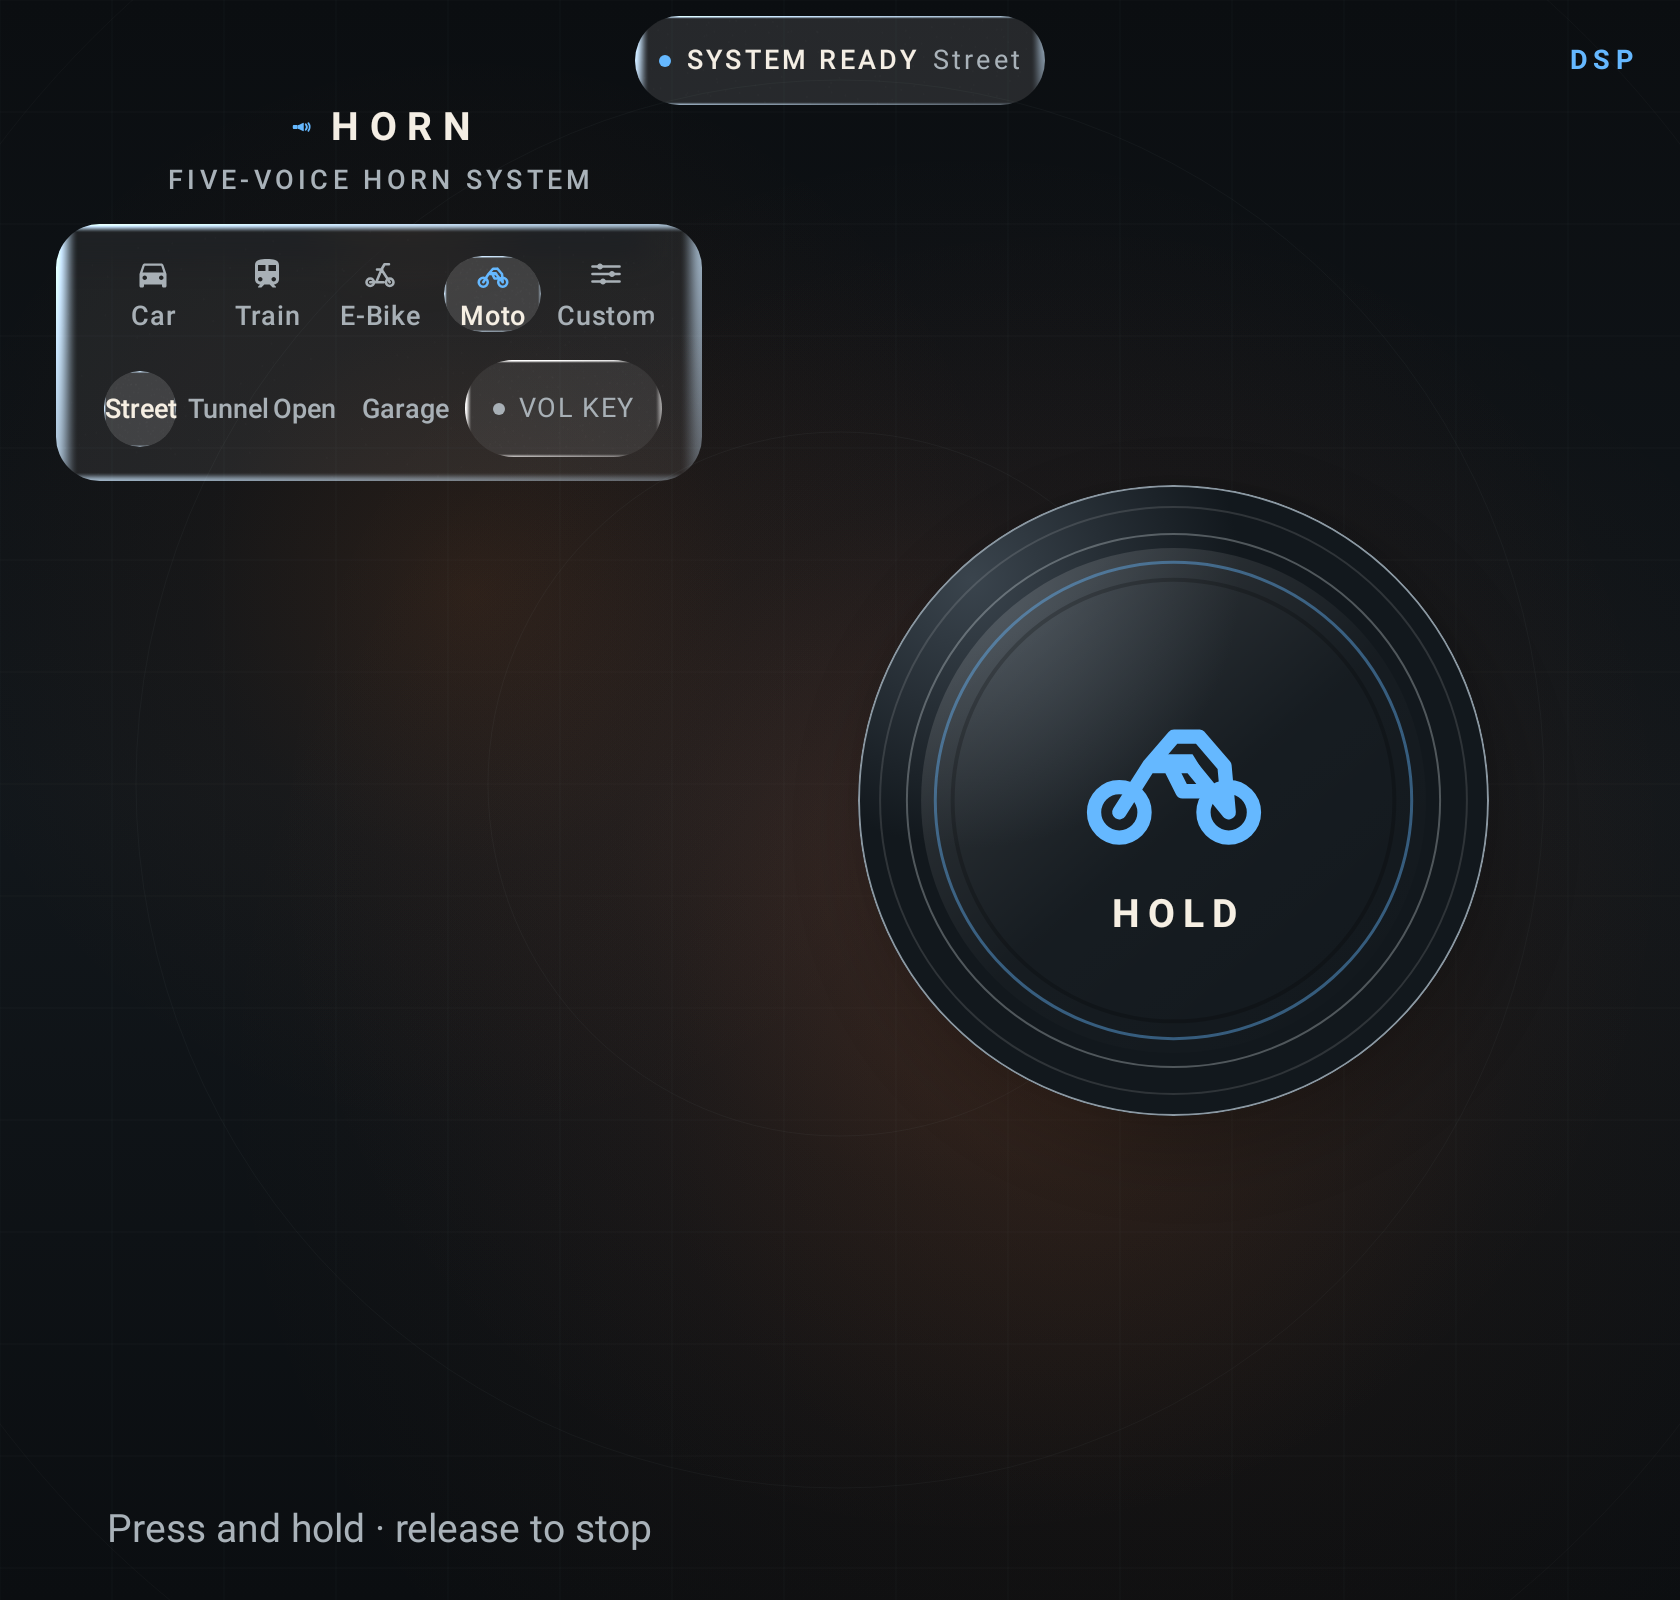 SYSTEM READY Street
DSP
HORN
FIVE-VOICE HORN SYSTEM
Car Train E-Bike Moto Custom
Street Tunnel Open Garage VOL KEY
HOLD
Press and hold · release to stop